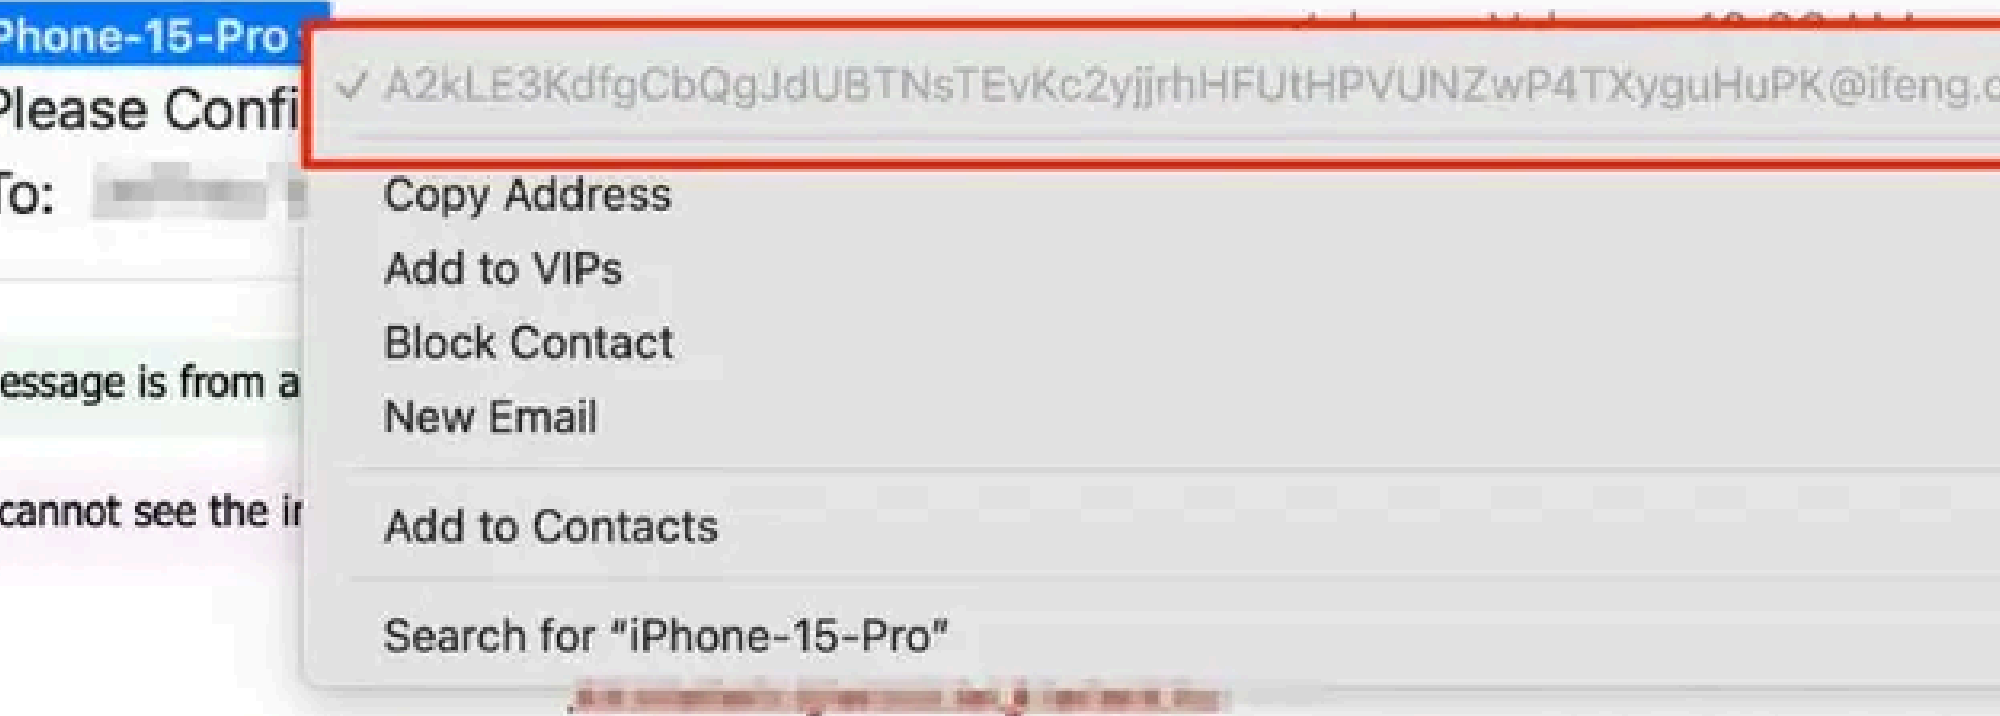 Phone-15-Pro
✓ A2kLE3KdfgCbQgJdUBTNsTEvKc2yjjrhHFUtHPVUNZwP4TXyguHuPK@ifeng.c
Please Confi
To:
Copy Address
Add to VIPs
Block Contact
essage is from a
New Email
cannot see the in
Add to Contacts
Search for “iPhone-15-Pro”